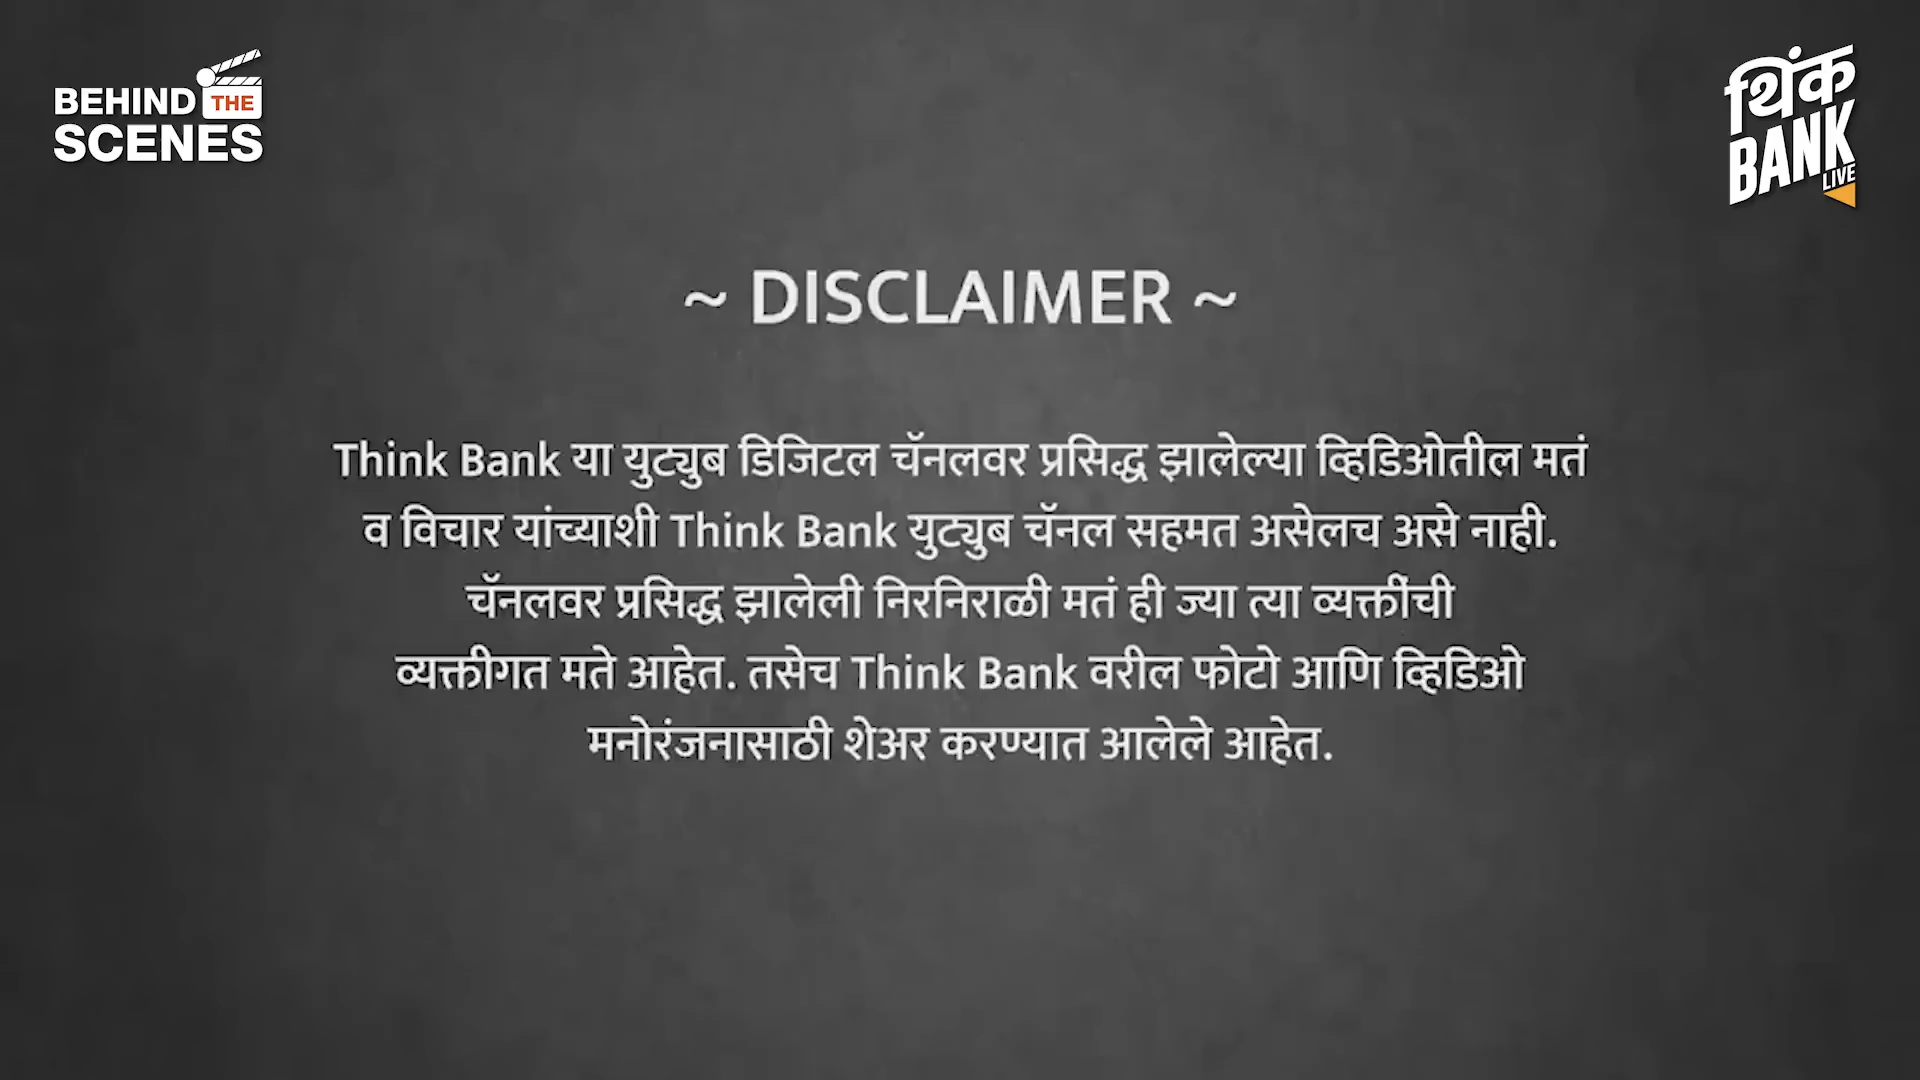 BEHIND THE
SCENES
थिंक
BANK
LIVE
~ DISCLAIMER ~
Think Bank या युट्युब डिजिटल चॅनलवर प्रसिद्ध झालेल्या व्हिडिओतील मतं
व विचार यांच्याशी Think Bank युट्युब चॅनल सहमत असेलच असे नाही.
चॅनलवर प्रसिद्ध झालेली निरनिराळी मतं ही ज्या त्या व्यक्तींची
व्यक्तीगत मते आहेत. तसेच Think Bank वरील फोटो आणि व्हिडिओ
मनोरंजनासाठी शेअर करण्यात आलेले आहेत.